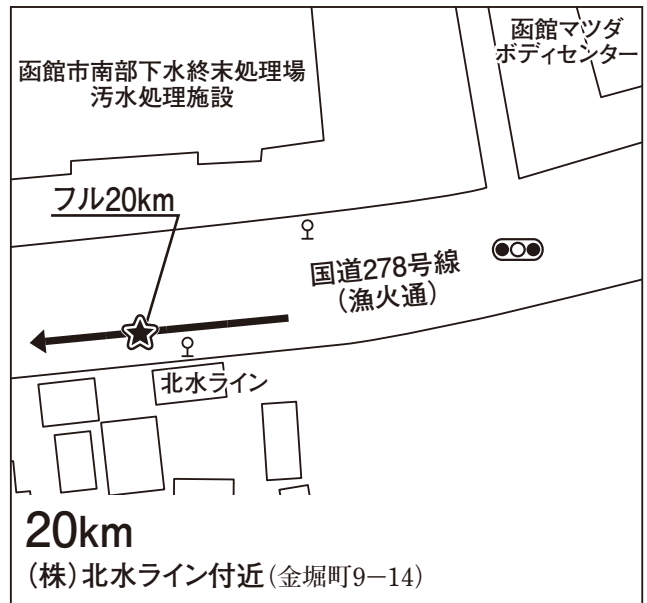 函館マツダ
ボディセンター
函館市南部下水終末処理場
汚水処理施設
フル20km
国道278号線
（漁火通）
北水ライン
20km
（株）北水ライン付近（金堀町9−14）